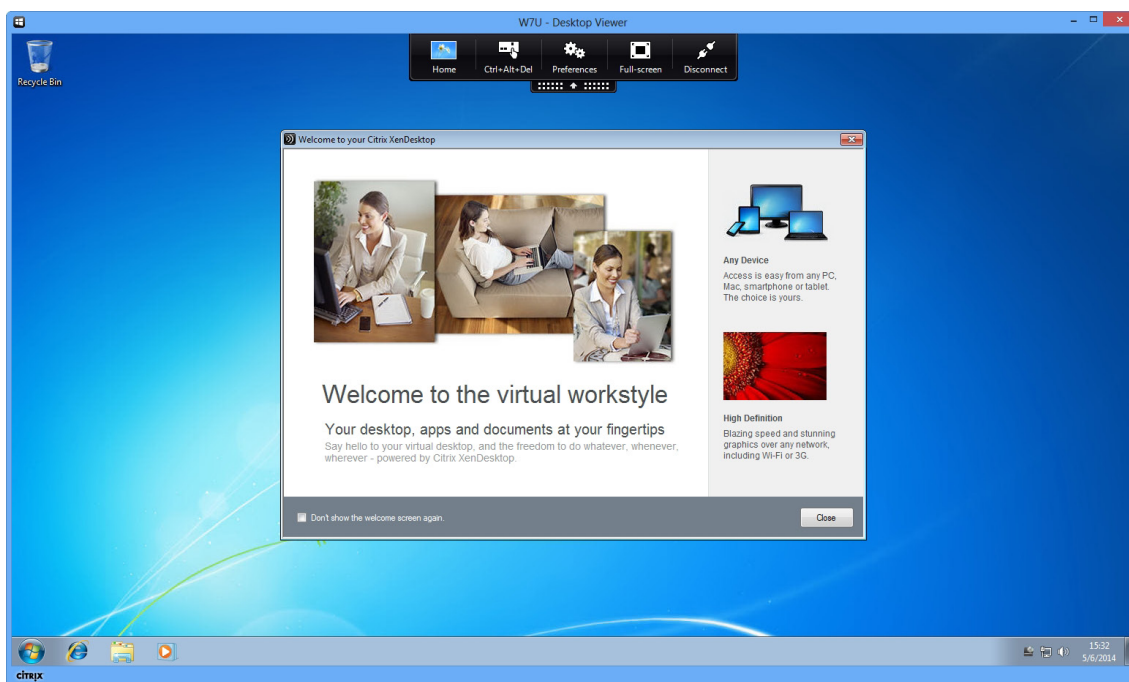 W7U - Desktop Viewer
Home Ctrl+Alt+Del Preferences Full-screen Disconnect
Recycle Bin
Welcome to your Citrix XenDesktop
Any Device
Access is easy from any PC,
Mac, smartphone or tablet.
The choice is yours.
Welcome to the virtual workstyle
Your desktop, apps and documents at your fingertips
Say hello to your virtual desktop, and the freedom to do whatever, whenever,
wherever - powered by Citrix XenDesktop.
High Definition
Blazing speed and stunning
graphics over any network,
including Wi-Fi or 3G.
Don't show the welcome screen again.
Close
15:32
5/6/2014
CITRIX